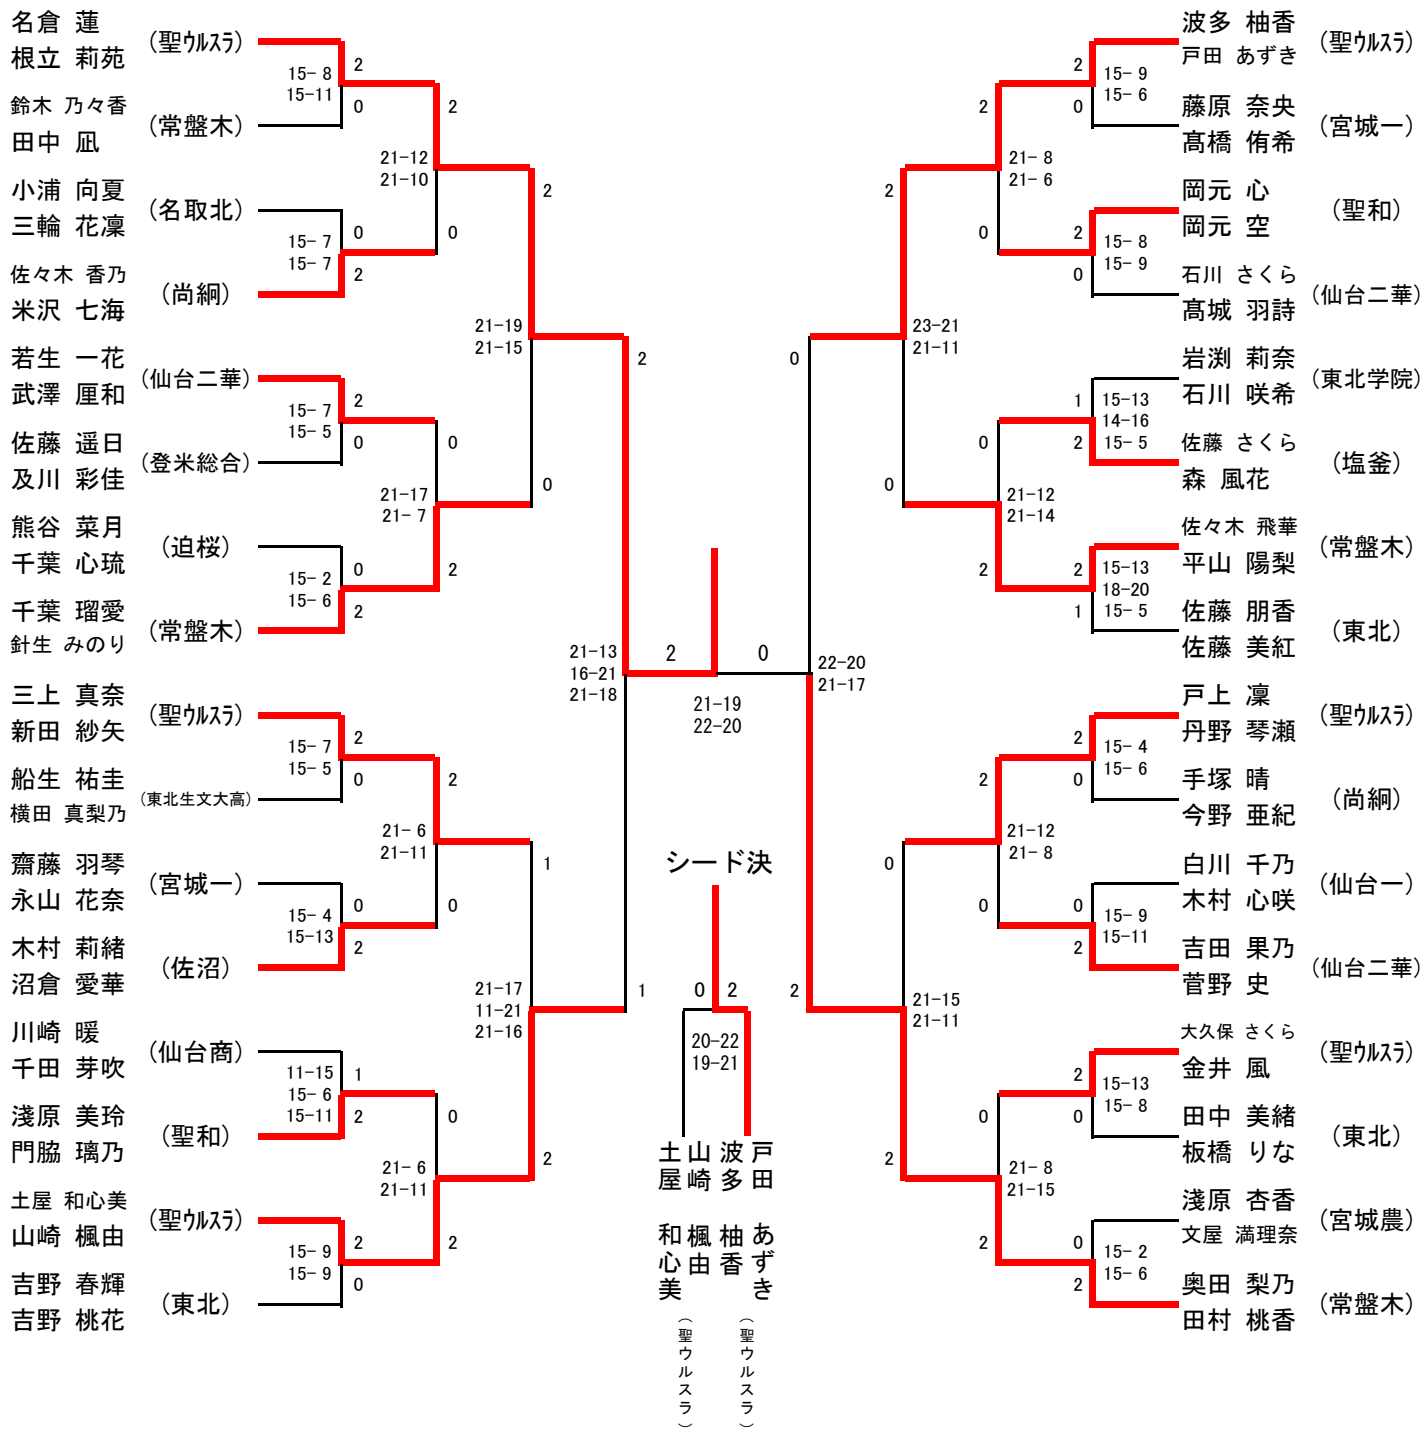 名倉 蓮
根立 莉苑
(聖ウルスラ)
15- 8
15-11
2
0
鈴木 乃々香
田中 凪
(常盤木)
21-12
21-10
2
0
小浦 向夏
三輪 花凜
(名取北)
15- 7
15- 7
0
2
佐々木 香乃
米沢 七海
(尚絅)
21-19
21-15
2
0
若生 一花
武澤 厘和
(仙台二華)
15- 7
15- 5
2
0
佐藤 遥日
及川 彩佳
(登米総合)
21-17
21- 7
0
2
熊谷 菜月
千葉 心琉
(迫桜)
15- 2
15- 6
0
2
千葉 瑠愛
針生 みのり
(常盤木)
21-13
16-21
21-18
2
1
三上 真奈
新田 紗矢
(聖ウルスラ)
15- 7
15- 5
2
0
船生 祐圭
横田 真梨乃
(東北生文大高)
21- 6
21-11
2
0
齋藤 羽琴
永山 花奈
(宮城一)
15- 4
15-13
0
2
木村 莉緒
沼倉 愛華
(佐沼)
21-17
11-21
21-16
1
2
川崎 暖
千田 芽吹
(仙台商)
11-15
15- 6
15-11
1
2
淺原 美玲
門脇 璃乃
(聖和)
21- 6
21-11
0
2
土屋 和心美
山崎 楓由
(聖ウルスラ)
15- 9
15- 9
2
0
吉野 春輝
吉野 桃花
(東北)
2
0
21-19
22-20
シード決
0
2
20-22
19-21
土屋 和心美
山崎 楓由
(聖ウルスラ)
波多 柚香
戸田 あずき
(聖ウルスラ)
波多 柚香
戸田 あずき
(聖ウルスラ)
2
0
15- 9
15- 6
藤原 奈央
髙橋 侑希
(宮城一)
2
0
21- 8
21- 6
岡元 心
岡元 空
(聖和)
2
0
15- 8
15- 9
石川 さくら
髙城 羽詩
(仙台二華)
2
0
23-21
21-11
岩渕 莉奈
石川 咲希
(東北学院)
1
2
15-13
14-16
15- 5
佐藤 さくら
森 風花
(塩釜)
0
2
21-12
21-14
佐々木 飛華
平山 陽梨
(常盤木)
2
1
15-13
18-20
15- 5
佐藤 朋香
佐藤 美紅
(東北)
0
2
22-20
21-17
戸上 凜
丹野 琴瀬
(聖ウルスラ)
2
0
15- 4
15- 6
手塚 晴
今野 亜紀
(尚絅)
2
0
21-12
21- 8
白川 千乃
木村 心咲
(仙台一)
0
2
15- 9
15-11
吉田 果乃
菅野 史
(仙台二華)
0
2
21-15
21-11
大久保 さくら
金井 風
(聖ウルスラ)
2
0
15-13
15- 8
田中 美緒
板橋 りな
(東北)
0
2
21- 8
21-15
淺原 杏香
文屋 満理奈
(宮城農)
0
2
15- 2
15- 6
奥田 梨乃
田村 桃香
(常盤木)